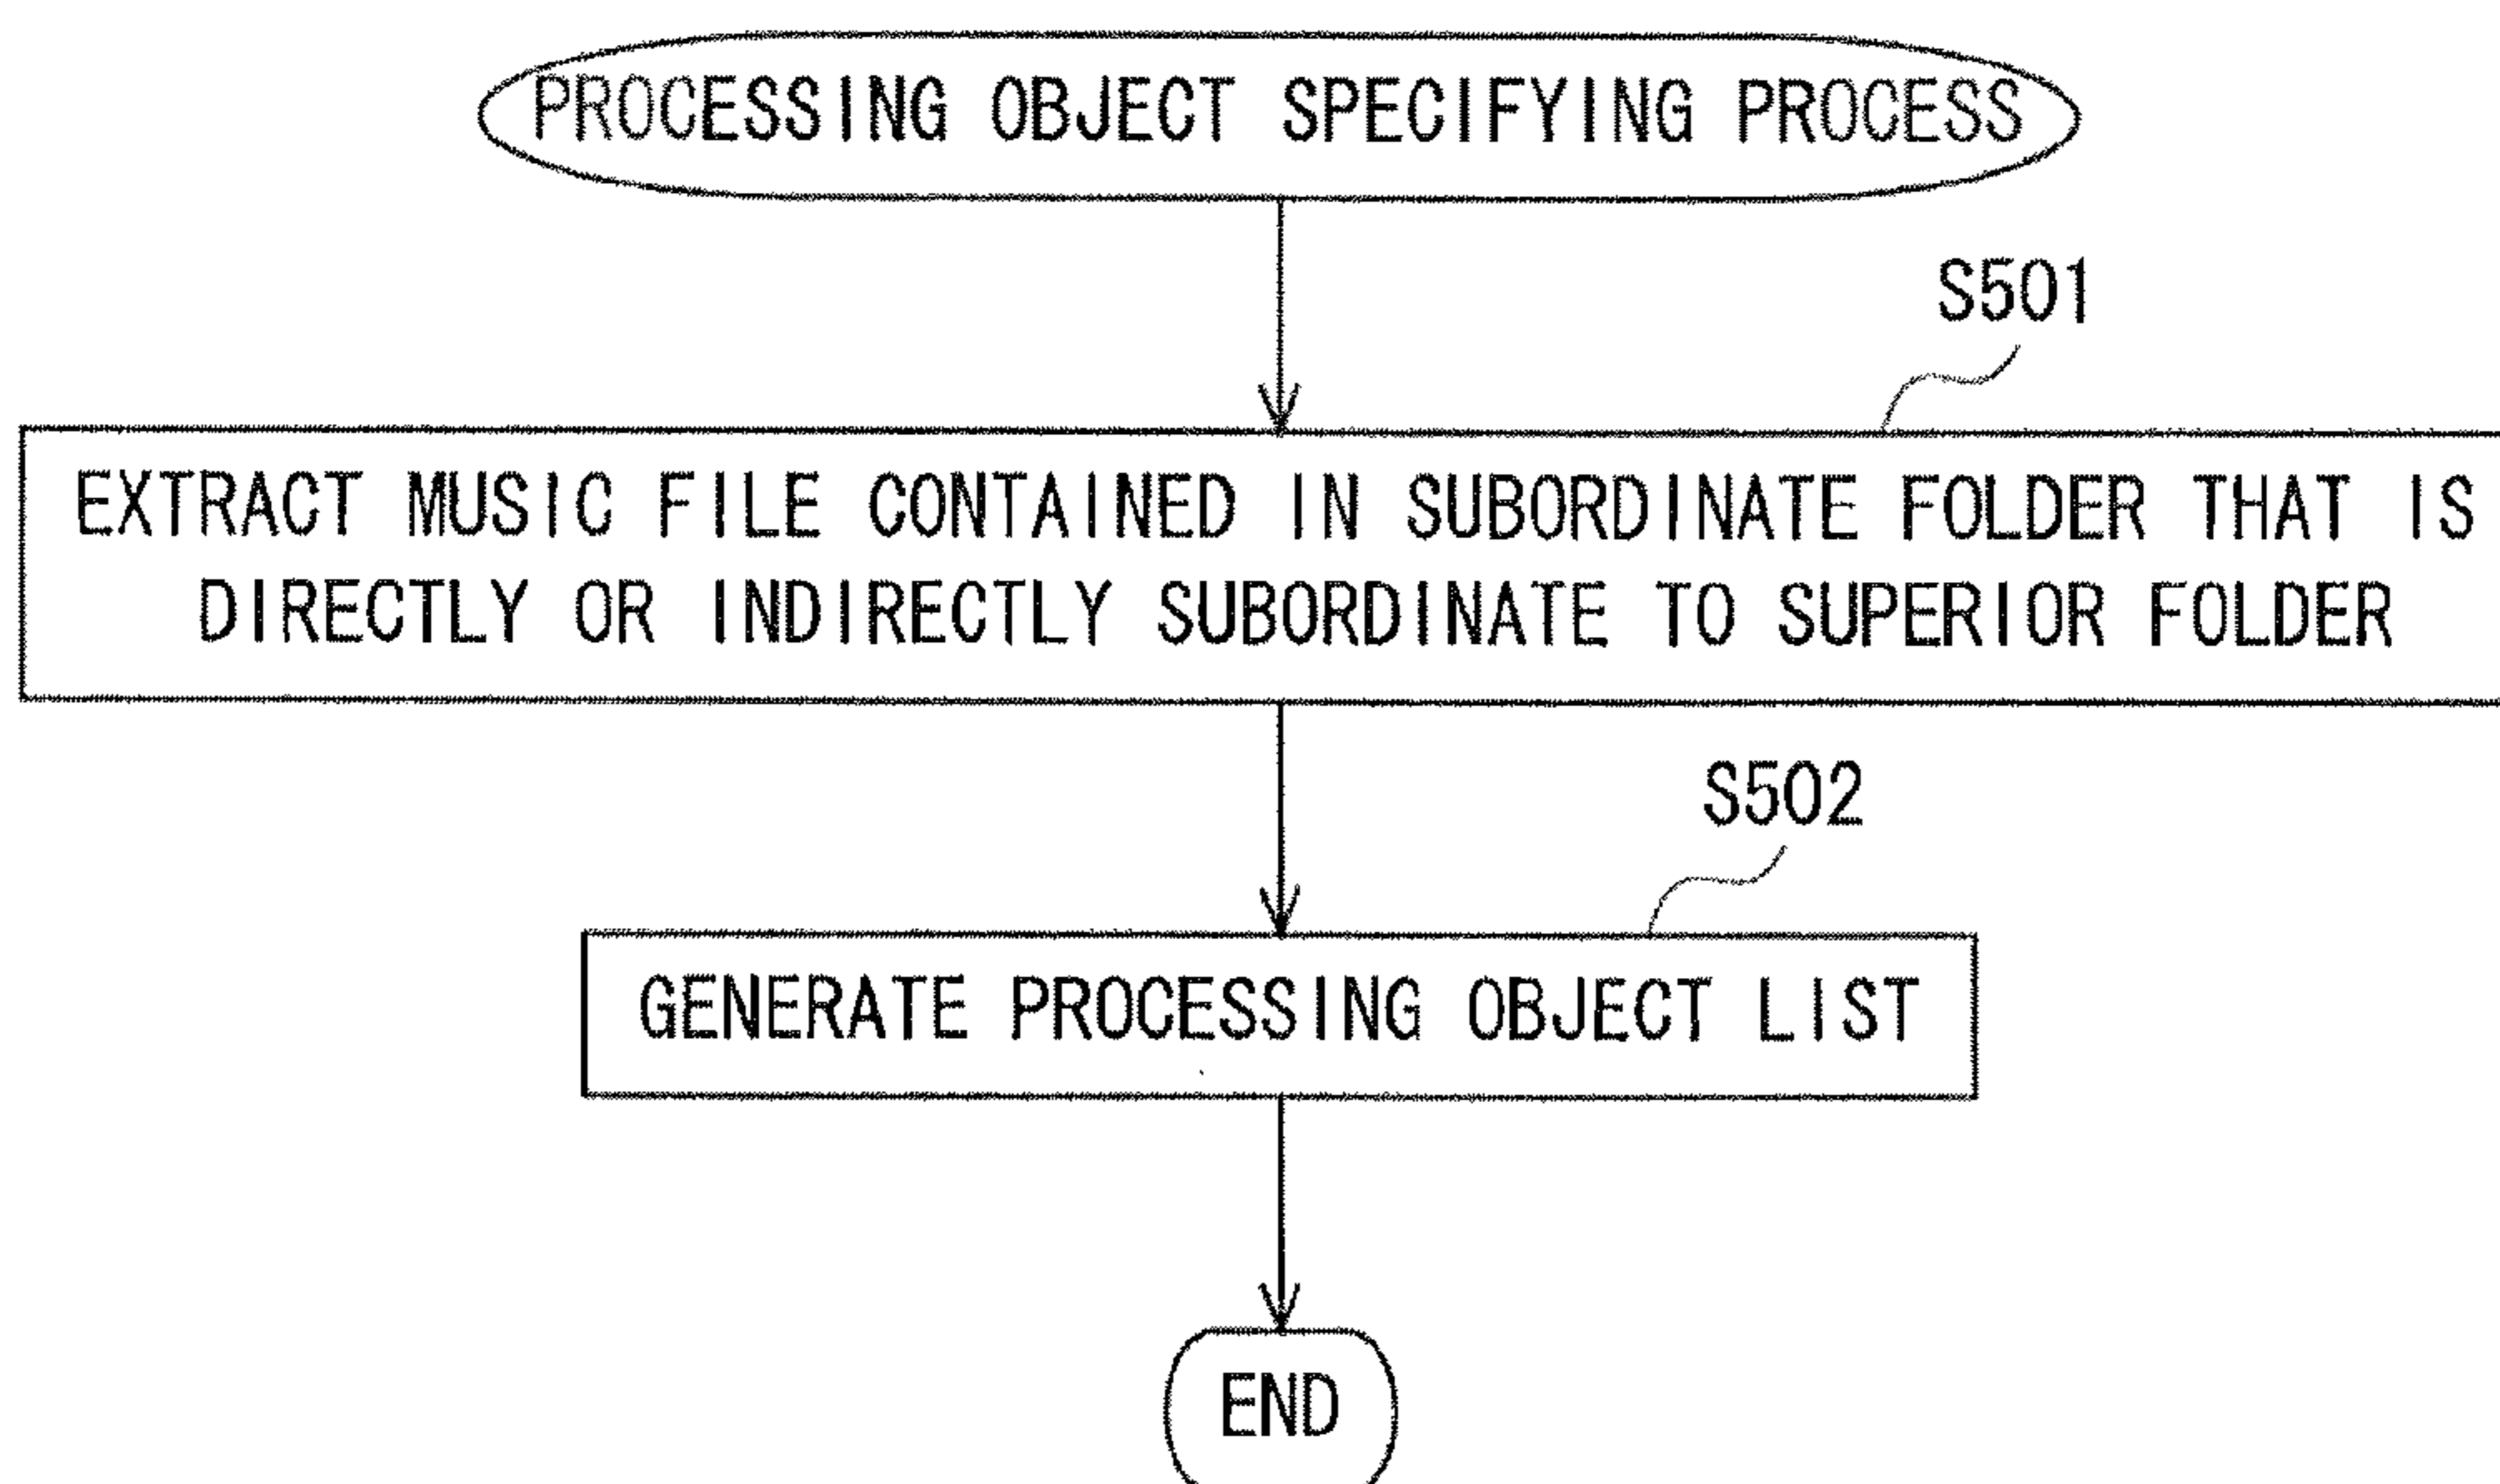 PROCESSING OBJECT SPECIFYING PROCESS
S501
EXTRACT MUSIC FILE CONTAINED IN SUBORDINATE FOLDER THAT IS
DIRECTLY OR INDIRECTLY SUBORDINATE TO SUPERIOR FOLDER
S502
GENERATE PROCESSING OBJECT LIST
END